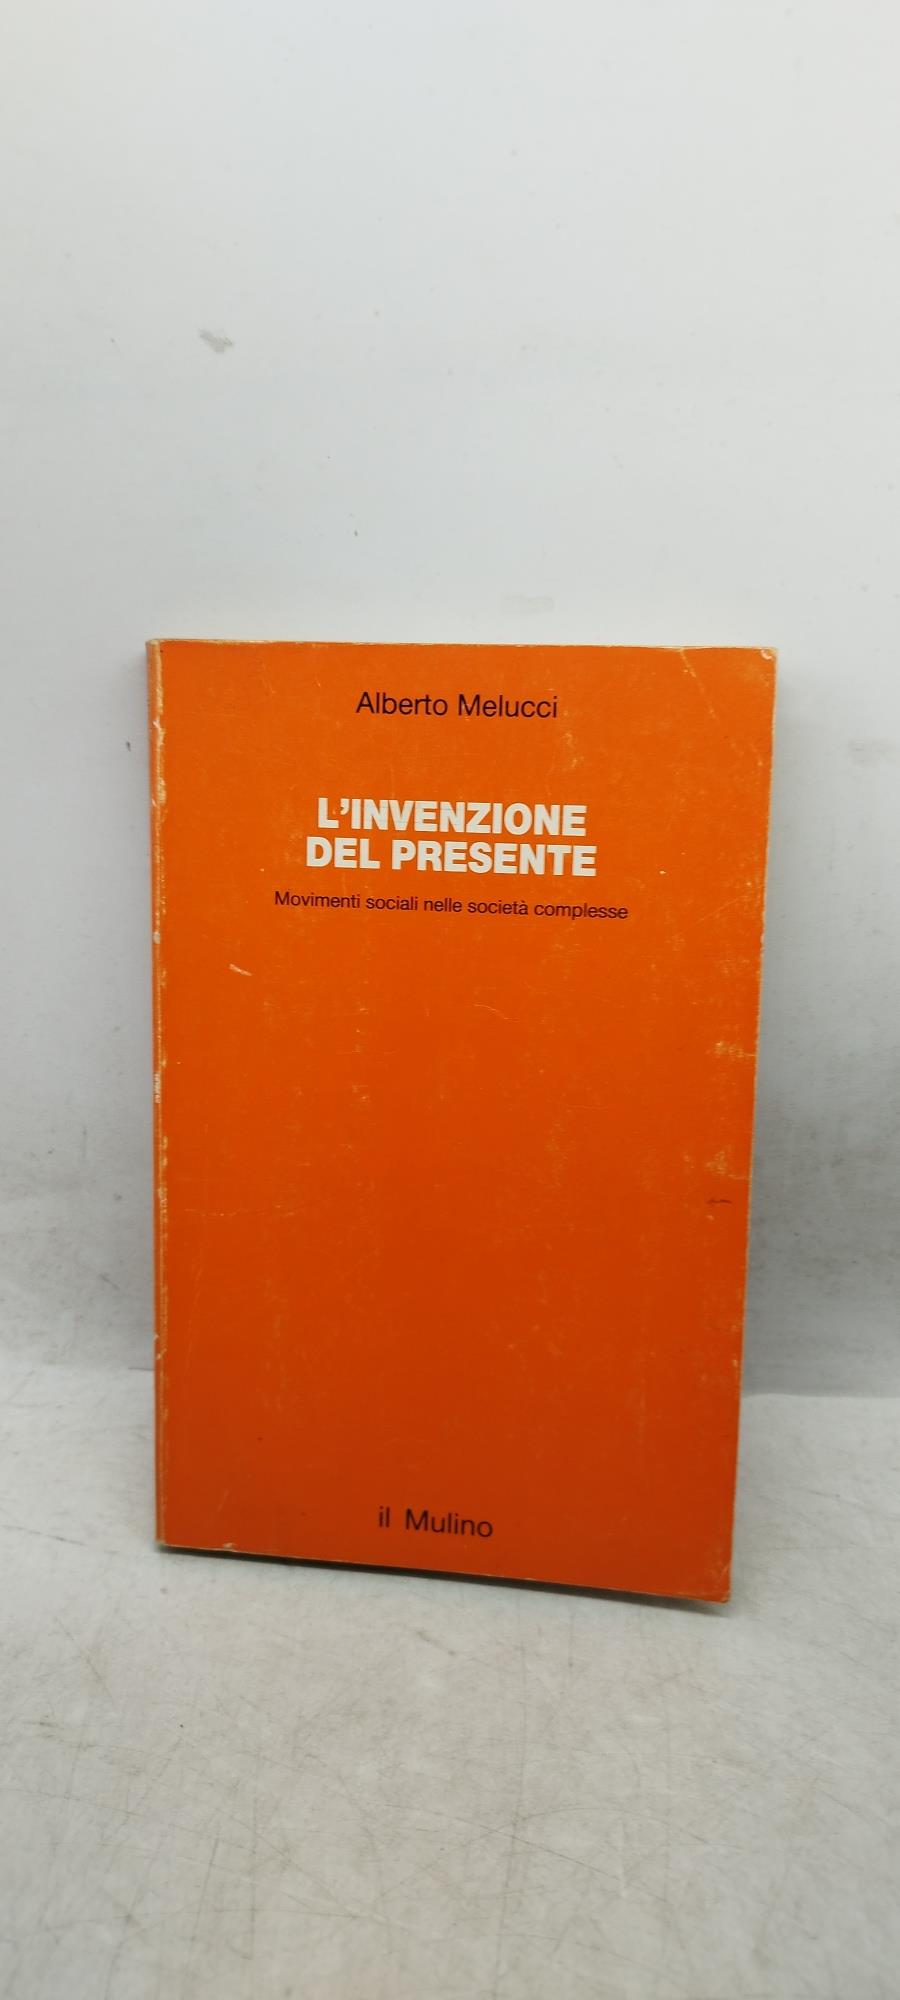 Alberto Melucci
L'INVENZIONE
DEL PRESENTE
Movimenti sociali nelle società complesse
il Mulino